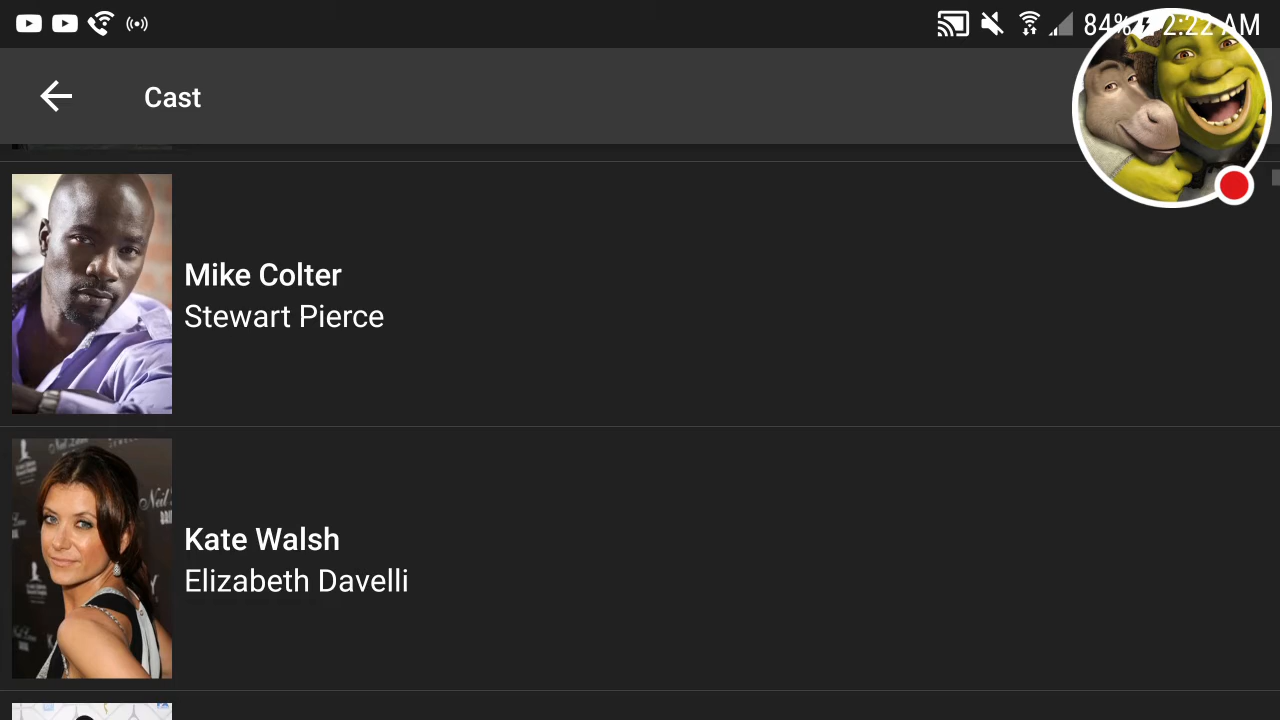 84% 2:22 AM
Cast
Mike Colter
Stewart Pierce
Kate Walsh
Elizabeth Davelli